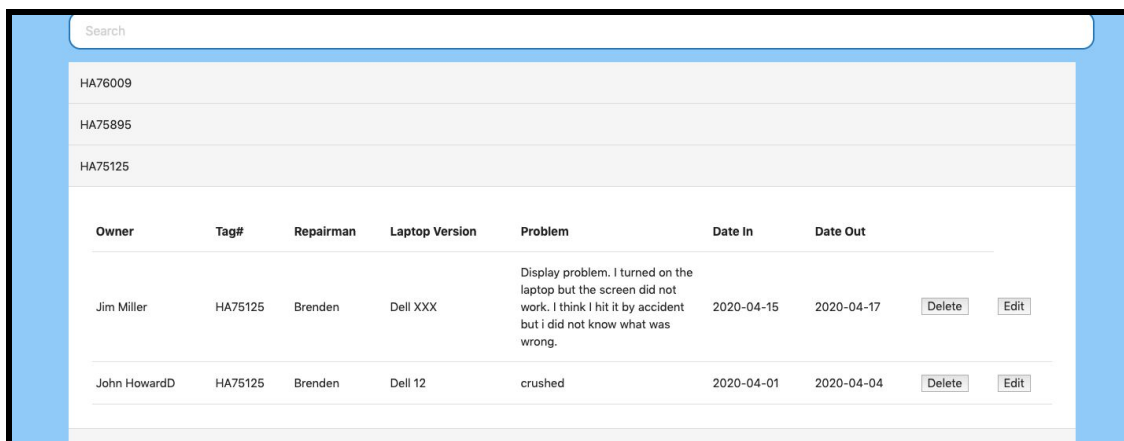 Search
HA76009
HA75895
HA75125
Owner Tag# Repairman Laptop Version Problem Date In Date Out
Jim Miller HA75125 Brenden Dell XXX Display problem. I turned on the
laptop but the screen did not
work. I think I hit it by accident
but i did not know what was
wrong. 2020-04-15 2020-04-17 Delete Edit
John HowardD HA75125 Brenden Dell 12 crushed 2020-04-01 2020-04-04 Delete Edit